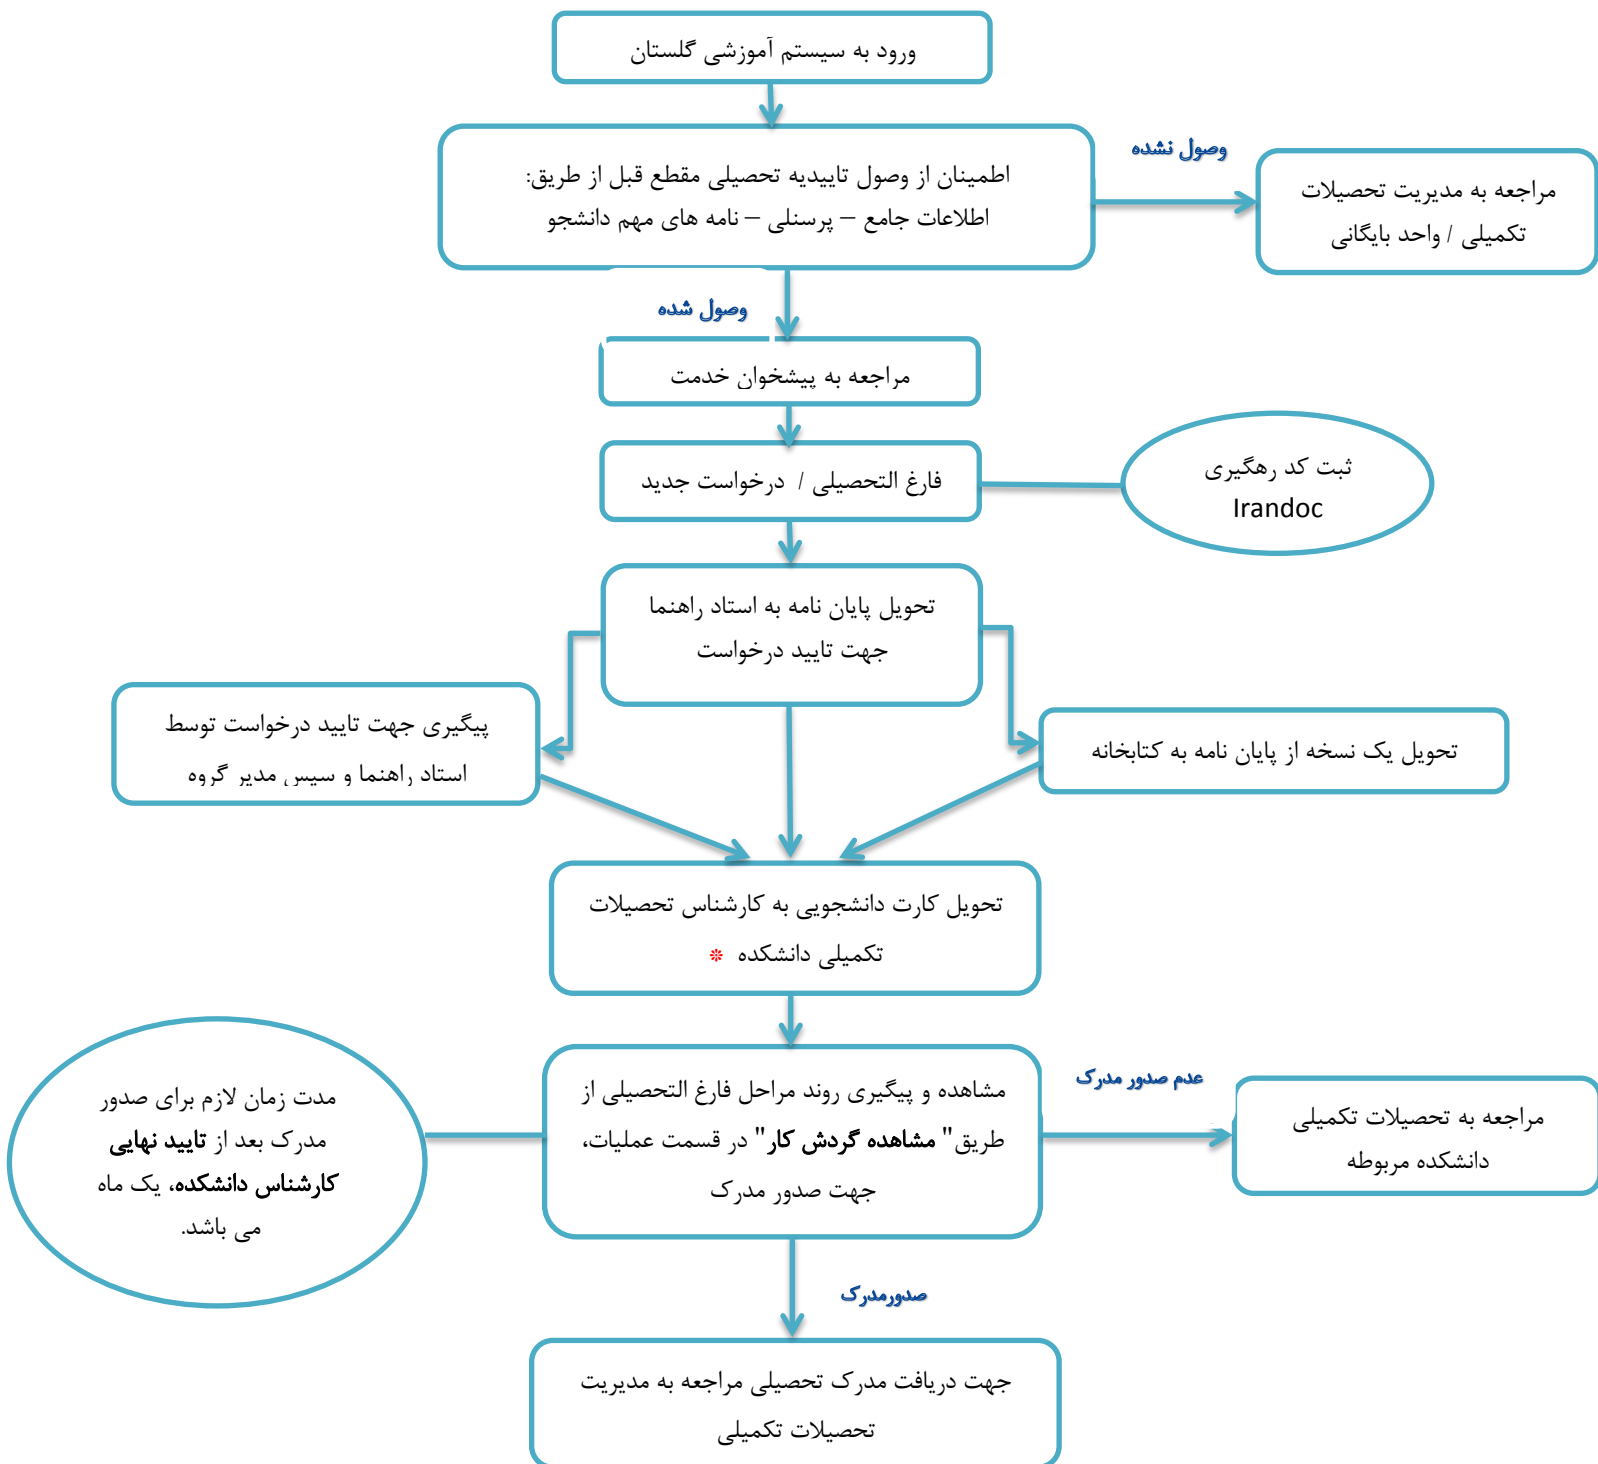 ورود به سیستم آموزشی گلستان
اطمینان از وصول تاییدیه تحصیلی مقطع قبل از طریق:
اطلاعات جامع – پرسنلی – نامه های مهم دانشجو
وصول نشده
مراجعه به مدیریت تحصیلات
تکمیلی / واحد بایگانی
وصول شده
مراجعه به پیشخوان خدمت
فارغ التحصیلی / درخواست جدید
ثبت کد رهگیری
Irandoc
تحویل پایان نامه به استاد راهنما
جهت تایید درخواست
تحویل یک نسخه از پایان نامه به کتابخانه
پیگیری جهت تایید درخواست توسط
استاد راهنما و سپس مدیر گروه
تحویل کارت دانشجویی به کارشناس تحصیلات
تکمیلی دانشکده *
مشاهده و پیگیری روند مراحل فارغ التحصیلی از
طریق" مشاهده گردش کار" در قسمت عملیات،
جهت صدور مدرک
عدم صدور مدرک
مراجعه به تحصیلات تکمیلی
دانشکده مربوطه
مدت زمان لازم برای صدور
مدرک بعد از تایید نهایی
کارشناس دانشکده، یک ماه
می باشد.
صدورمدرک
جهت دریافت مدرک تحصیلی مراجعه به مدیریت
تحصیلات تکمیلی